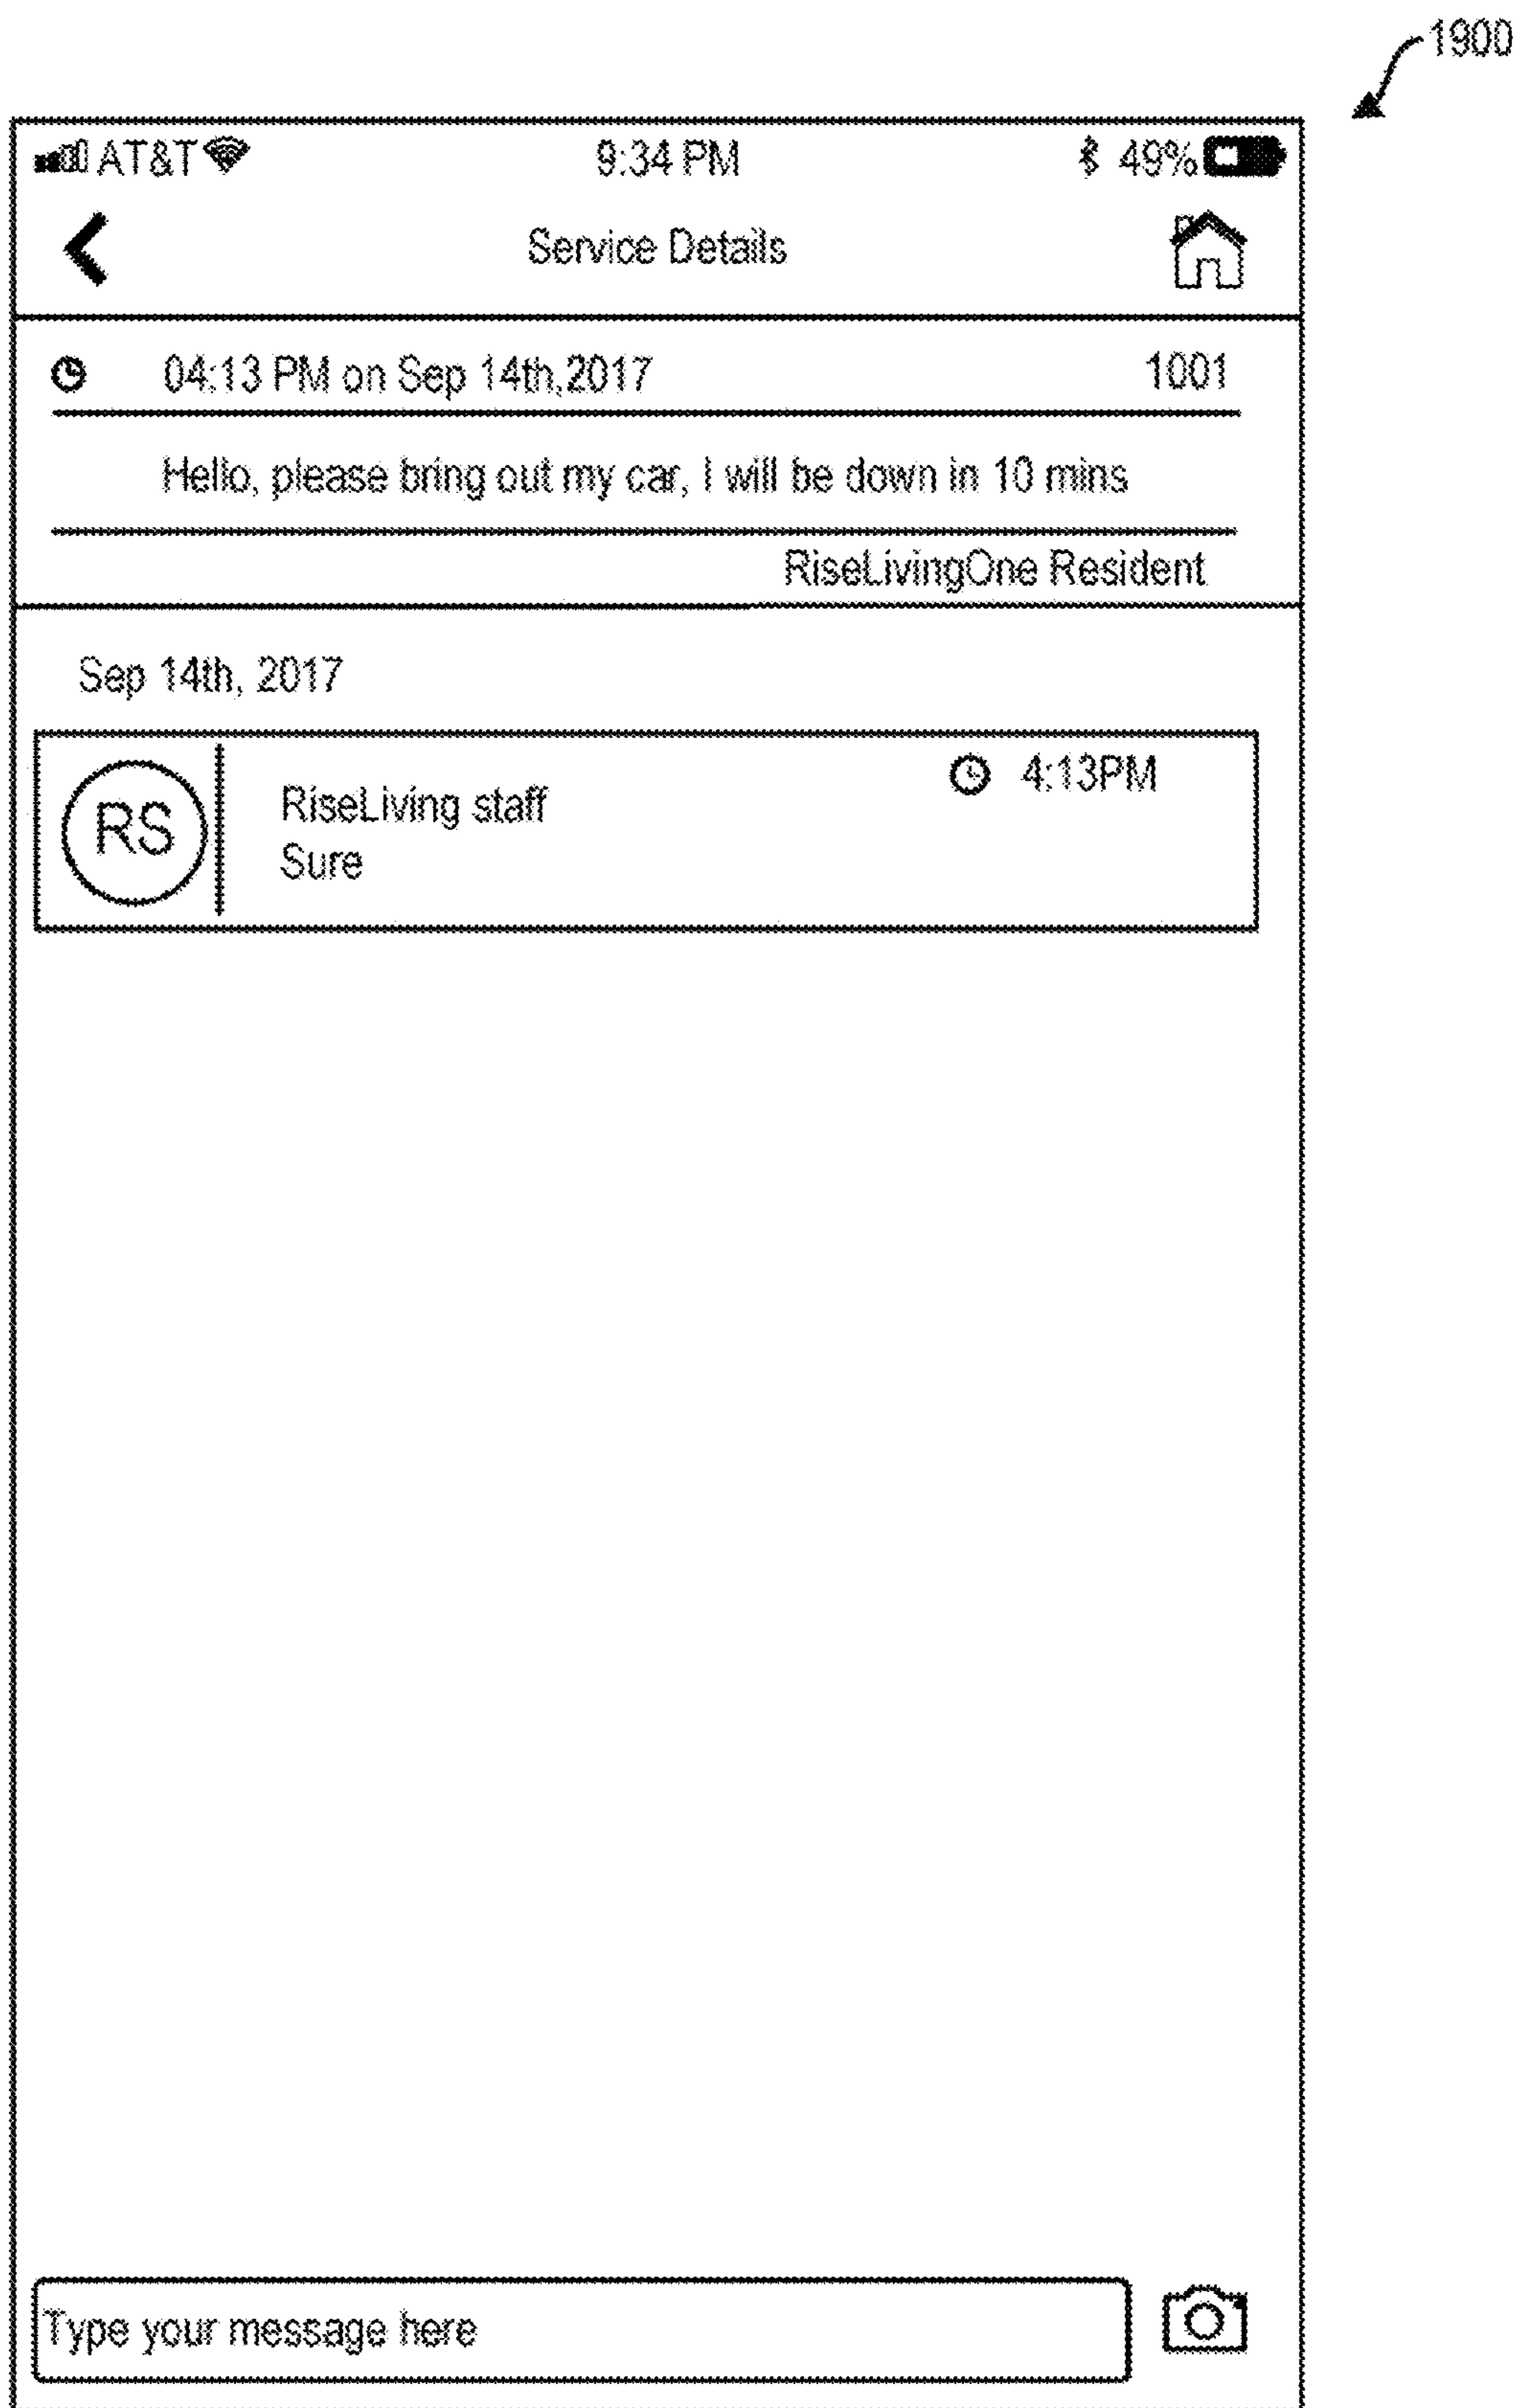 1900
AT&T 9:34 PM 49%
Service Details
04:13 PM on Sep 14th,2017 1001
Hello, please bring out my car, I will be down in 10 mins
RiseLivingOne Resident
Sep 14th, 2017
4:13PM
RS RiseLiving staff
Sure
Type your message here